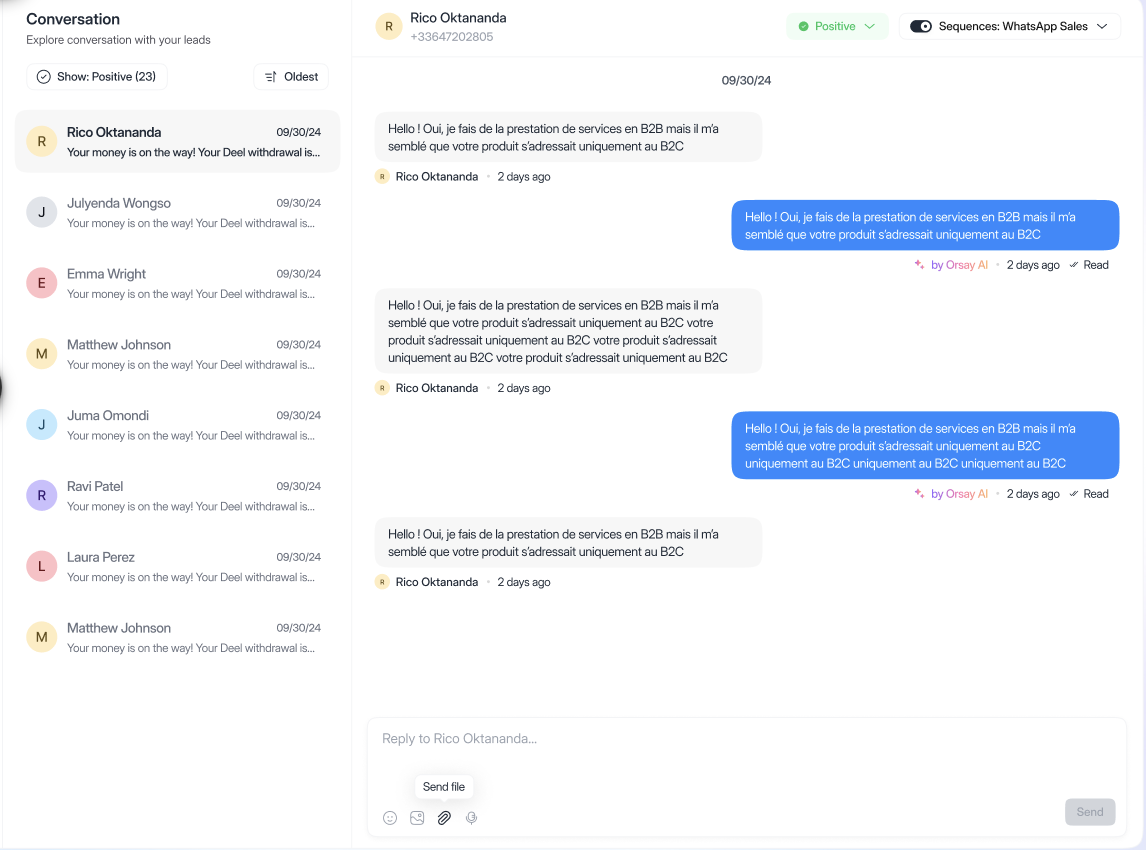 Conversation
Explore conversation with your leads
Show: Positive (23)
Oldest
R
Rico Oktananda
09/30/24
Your money is on the way! Your Deel withdrawal is...
J
Julyenda Wongso
09/30/24
Your money is on the way! Your Deel withdrawal is...
E
Emma Wright
09/30/24
Your money is on the way! Your Deel withdrawal is...
M
Matthew Johnson
09/30/24
Your money is on the way! Your Deel withdrawal is...
J
Juma Omondi
09/30/24
Your money is on the way! Your Deel withdrawal is...
R
Ravi Patel
09/30/24
Your money is on the way! Your Deel withdrawal is...
L
Laura Perez
09/30/24
Your money is on the way! Your Deel withdrawal is...
M
Matthew Johnson
09/30/24
Your money is on the way! Your Deel withdrawal is...
R
Rico Oktananda
+33647202805
Positive
Sequences: WhatsApp Sales
09/30/24
Hello ! Oui, je fais de la prestation de services en B2B mais il m'a
semblé que votre produit s'adressait uniquement au B2C
R Rico Oktananda • 2 days ago
Hello ! Oui, je fais de la prestation de services en B2B mais il m'a
semblé que votre produit s'adressait uniquement au B2C
by Orsay AI • 2 days ago Read
Hello ! Oui, je fais de la prestation de services en B2B mais il m'a
semblé que votre produit s'adressait uniquement au B2C votre
produit s'adressait uniquement au B2C votre produit s'adressait
uniquement au B2C votre produit s'adressait uniquement au B2C
R Rico Oktananda • 2 days ago
Hello ! Oui, je fais de la prestation de services en B2B mais il m'a
semblé que votre produit s'adressait uniquement au B2C
uniquement au B2C uniquement au B2C uniquement au B2C
by Orsay AI • 2 days ago Read
Hello ! Oui, je fais de la prestation de services en B2B mais il m'a
semblé que votre produit s'adressait uniquement au B2C
R Rico Oktananda • 2 days ago
Reply to Rico Oktananda...
Send file
Send